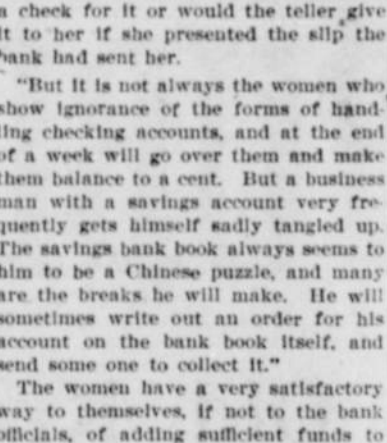 a check for it or would the teller give
it to her if she presented the slip the
bank had sent her.
"But it is not always the women who
show ignorance of the forms of hand-
ling checking accounts, and at the end
of a week will go over them and make
them balance to a cent. But a business
man with a savings account very fre-
quently gets himself sadly tangled up.
The savings bank book always seems to
him to be a Chinese puzzle, and many
are the breaks he will make. He will
sometimes write out an order for his
account on the bank book itself, and
send some one to collect it."
The women have a very satisfactory
way to themselves, if not to the bank
officials, of adding sufficient funds to